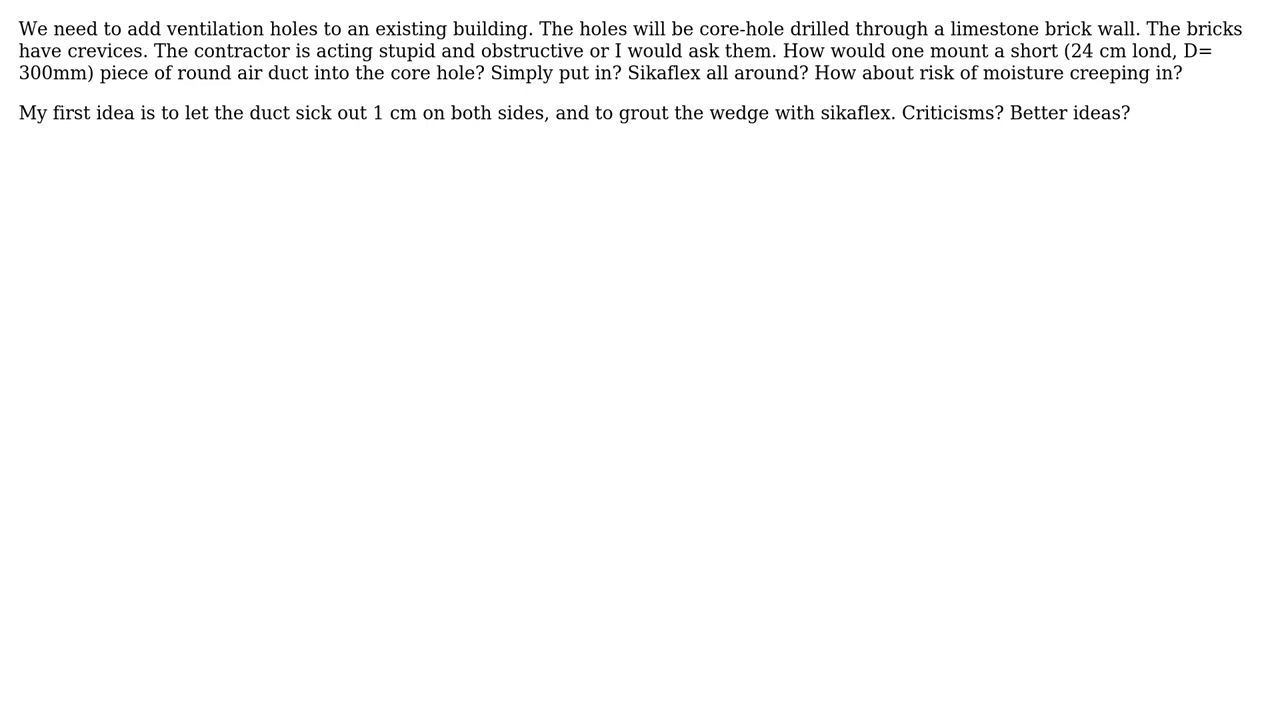 We need to add ventilation holes to an existing building. The holes will be core-hole drilled through a limestone brick wall. The bricks
have crevices. The contractor is acting stupid and obstructive or I would ask them. How would one mount a short (24 cm lond, D=
300mm) piece of round air duct into the core hole? Simply put in? Sikaflex all around? How about risk of moisture creeping in?
My first idea is to let the duct sick out 1 cm on both sides, and to grout the wedge with sikaflex. Criticisms? Better ideas?